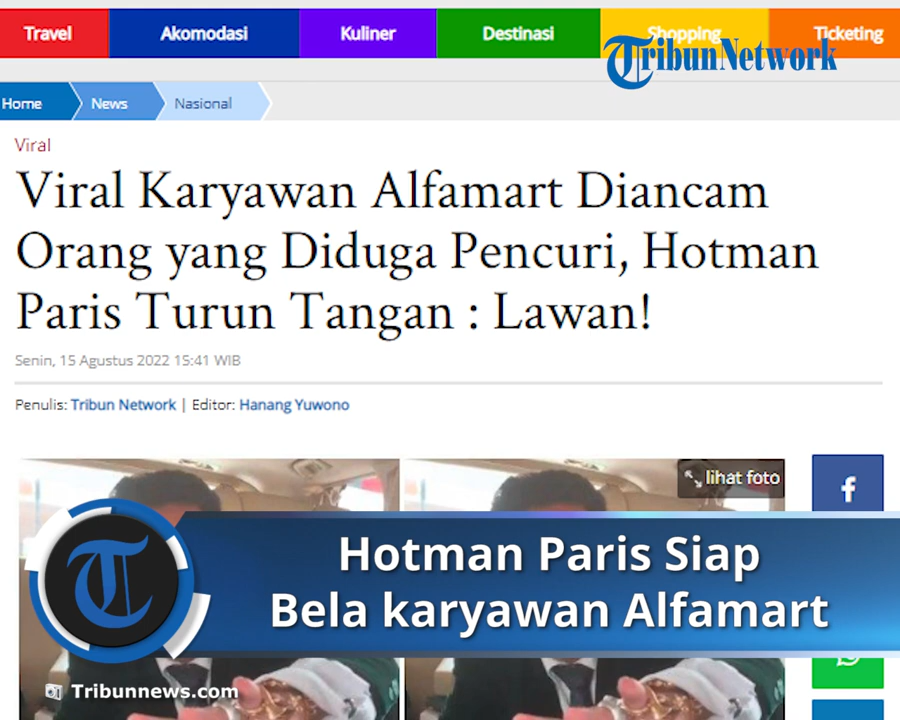 Travel
Akomodasi
Kuliner
Destinasi
Shopping
Ticketing
TribunNetwork
Home
News
Nasional
Viral
Viral Karyawan Alfamart Diancam
Orang yang Diduga Pencuri, Hotman
Paris Turun Tangan : Lawan!
Senin, 15 Agustus 2022 15:41 WIB
Penulis: Tribun Network | Editor: Hanang Yuwono
lihat foto
f
Hotman Paris Siap
Bela karyawan Alfamart
T
Tribunnews.com